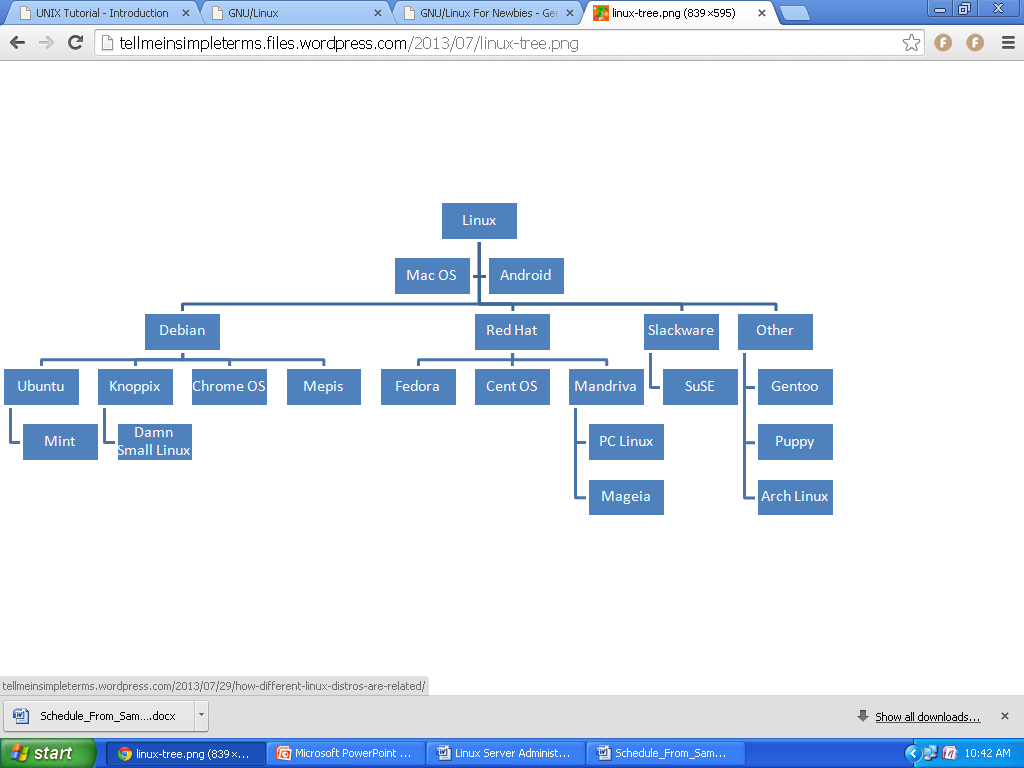 UNIX Tutorial - Introduction
GNU/Linux
GNU/Linux For Newbies - Gee
linux-tree.png (839×595)
tellmeinsimpleterms.files.wordpress.com/2013/07/linux-tree.png
Linux
Mac OS
Android
Debian
Red Hat
Slackware
Other
Ubuntu
Knoppix
Chrome OS
Mepis
Fedora
Cent OS
Mandriva
SuSE
Gentoo
Mint
Damn
Small Linux
PC Linux
Puppy
Mageia
Arch Linux
tellmeinsimpleterms.wordpress.com/2013/07/29/how-different-linux-distros-are-related/
Schedule_From_Sam....docx
Show all downloads...
start
linux-tree.png (839×...
Microsoft PowerPoint ...
Linux Server Administ...
Schedule_From_Sam...
10:42 AM